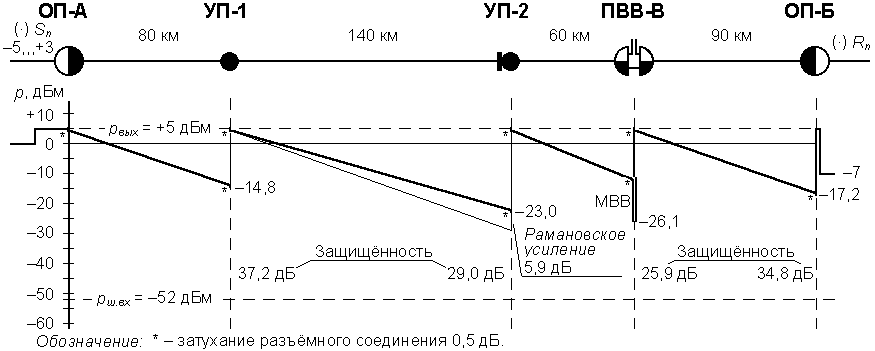 ОП-А УП-1 УП-2 ПВВ-В ОП-Б
(·) Sп 80 км 140 км 60 км 90 км (·) Rп
–5,,,+3
p, дБм
+10
pвых = +5 дБм
0
–10
–7
–14,8
МВВ
–17,2
–20
–23,0
–26,1
–30
Рамановское
усиление
5,9 дБ
–40
Защищённость
37,2 дБ 29,0 дБ
Защищённость
25,9 дБ 34,8 дБ
–50
pш.вх = –52 дБм
–60
Обозначение: * – затухание разъёмного соединения 0,5 дБ.